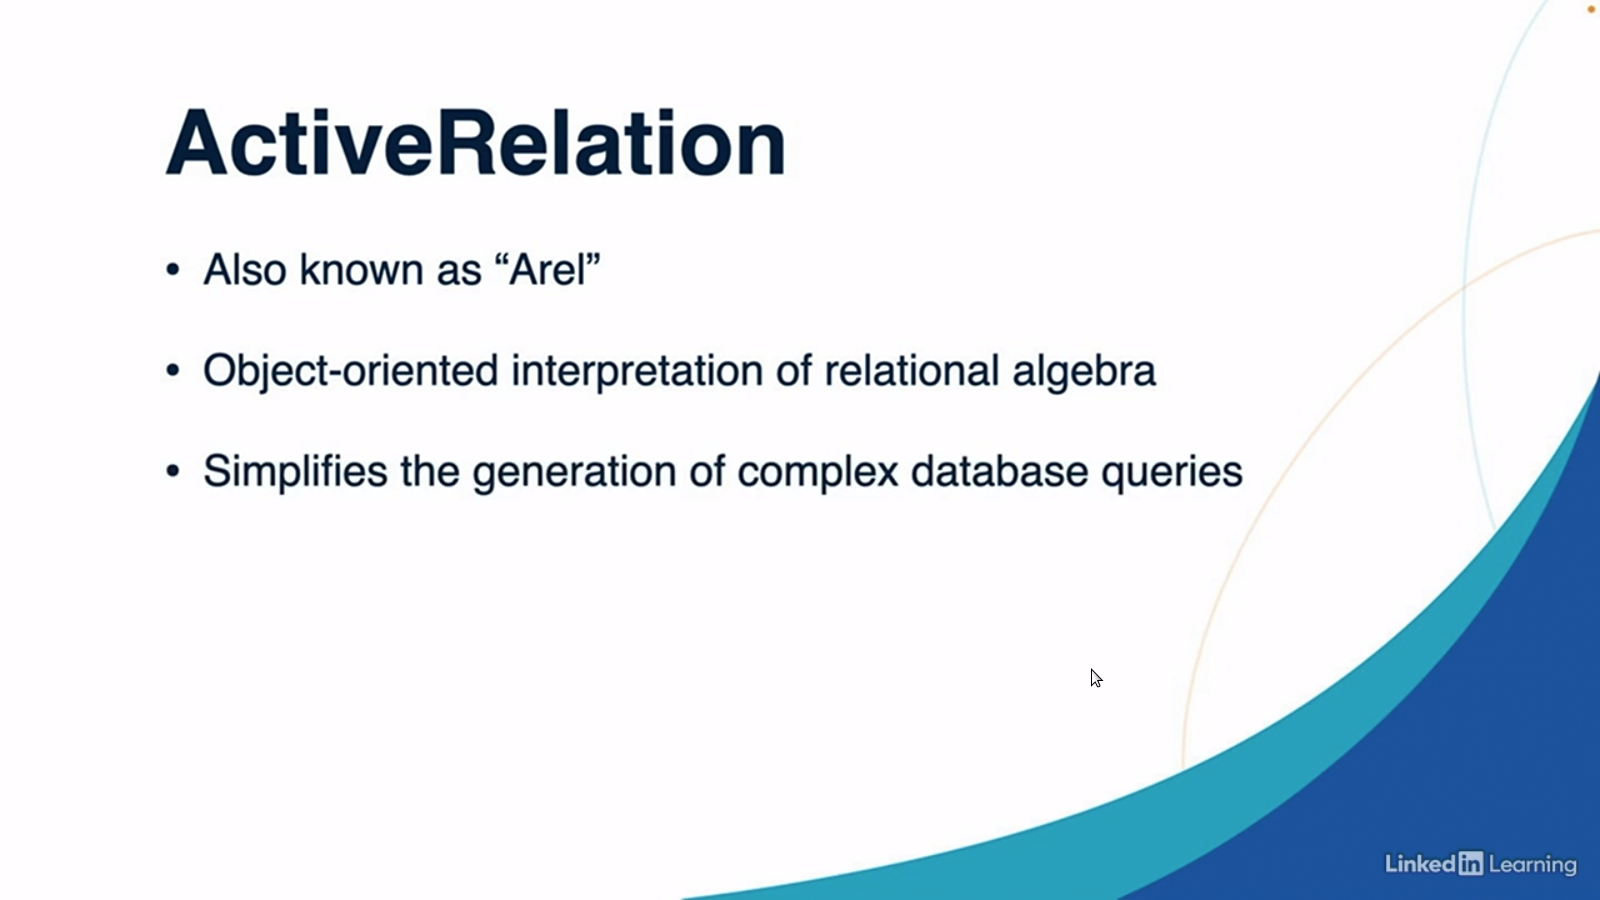 ActiveRelation
• Also known as “Arel”
• Object-oriented interpretation of relational algebra
• Simplifies the generation of complex database queries
Linked in Learning